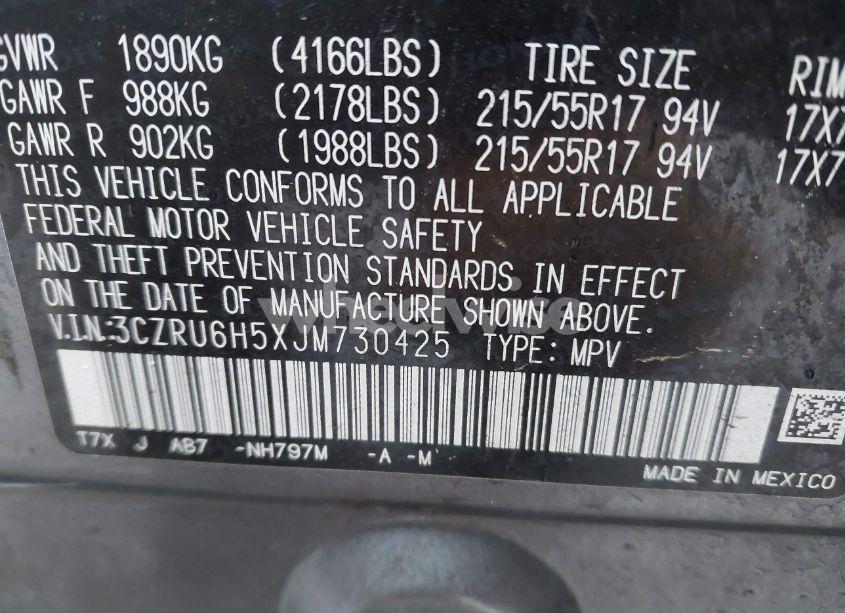 GVWR 1890KG (4166LBS) TIRE SIZE RIM
GAWR F 988KG (2178LBS) 215/55R17 94V 17X7
GAWR R 902KG (1988LBS) 215/55R17 94V 17X7
THIS VEHICLE CONFORMS TO ALL APPLICABLE
FEDERAL MOTOR VEHICLE SAFETY
AND THEFT PREVENTION STANDARDS IN EFFECT
ON THE DATE OF MANUFACTURE SHOWN ABOVE.
V.I.N.:3CZRU6H5XJM730425 TYPE: MPV
T7X J AB7 -NH797M -A -M
MADE IN MEXICO